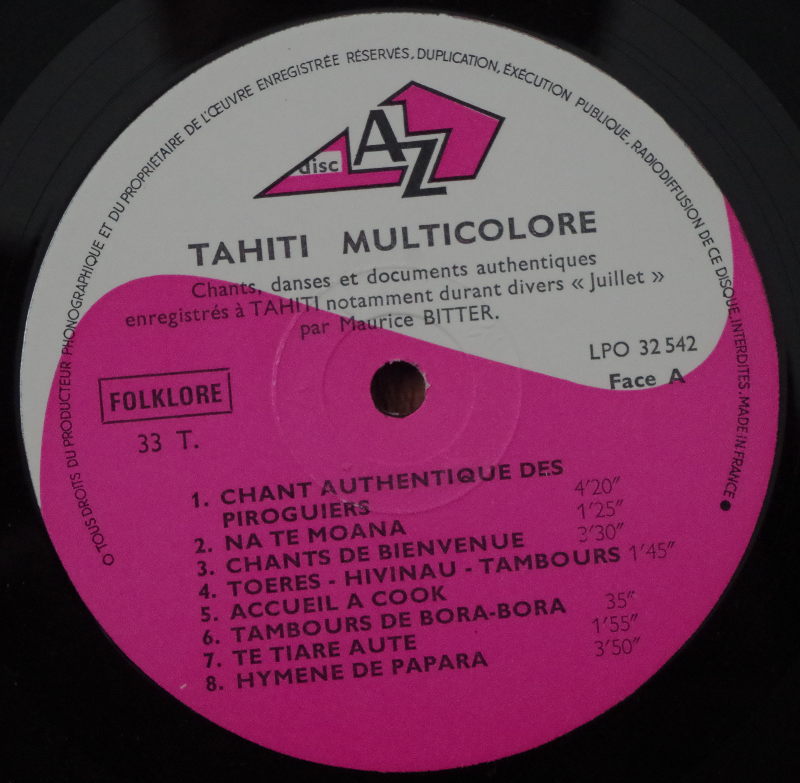 O TOUS DROITS DU PRODUCTEUR PHONOGRAPHIQUE ET DU PROPRIÉTAIRE DE L'ŒUVRE ENREGISTRÉE RÉSERVÉS, DUPLICATION, ÉXÉCUTION PUBLIQUE, RADIODIFFUSION DE CE DISQUE INTERDITES. MADE IN FRANCE ●
disc AZ
TAHITI MULTICOLORE
Chants, danses et documents authentiques
enregistrés à TAHITI notamment durant divers « Juillet »
par Maurice BITTER.
LPO 32 542
Face A
FOLKLORE
33 T.
1. CHANT AUTHENTIQUE DES
PIROGUIERS 4'20"
2. NA TE MOANA 1'25"
3. CHANTS DE BIENVENUE 3'30"
4. TOERES - HIVINAU - TAMBOURS 1'45"
5. ACCUEIL A COOK
6. TAMBOURS DE BORA-BORA 35"
7. TE TIARE AUTE 1'55"
8. HYMENE DE PAPARA 3'50"